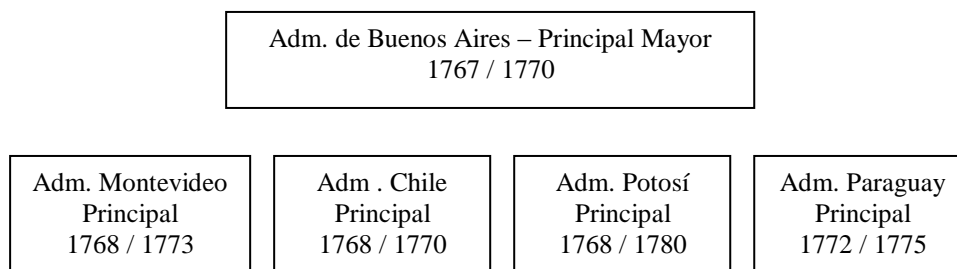 Adm. de Buenos Aires – Principal Mayor
1767 / 1770
Adm. Montevideo
Principal
1768 / 1773
Adm . Chile
Principal
1768 / 1770
Adm. Potosí
Principal
1768 / 1780
Adm. Paraguay
Principal
1772 / 1775